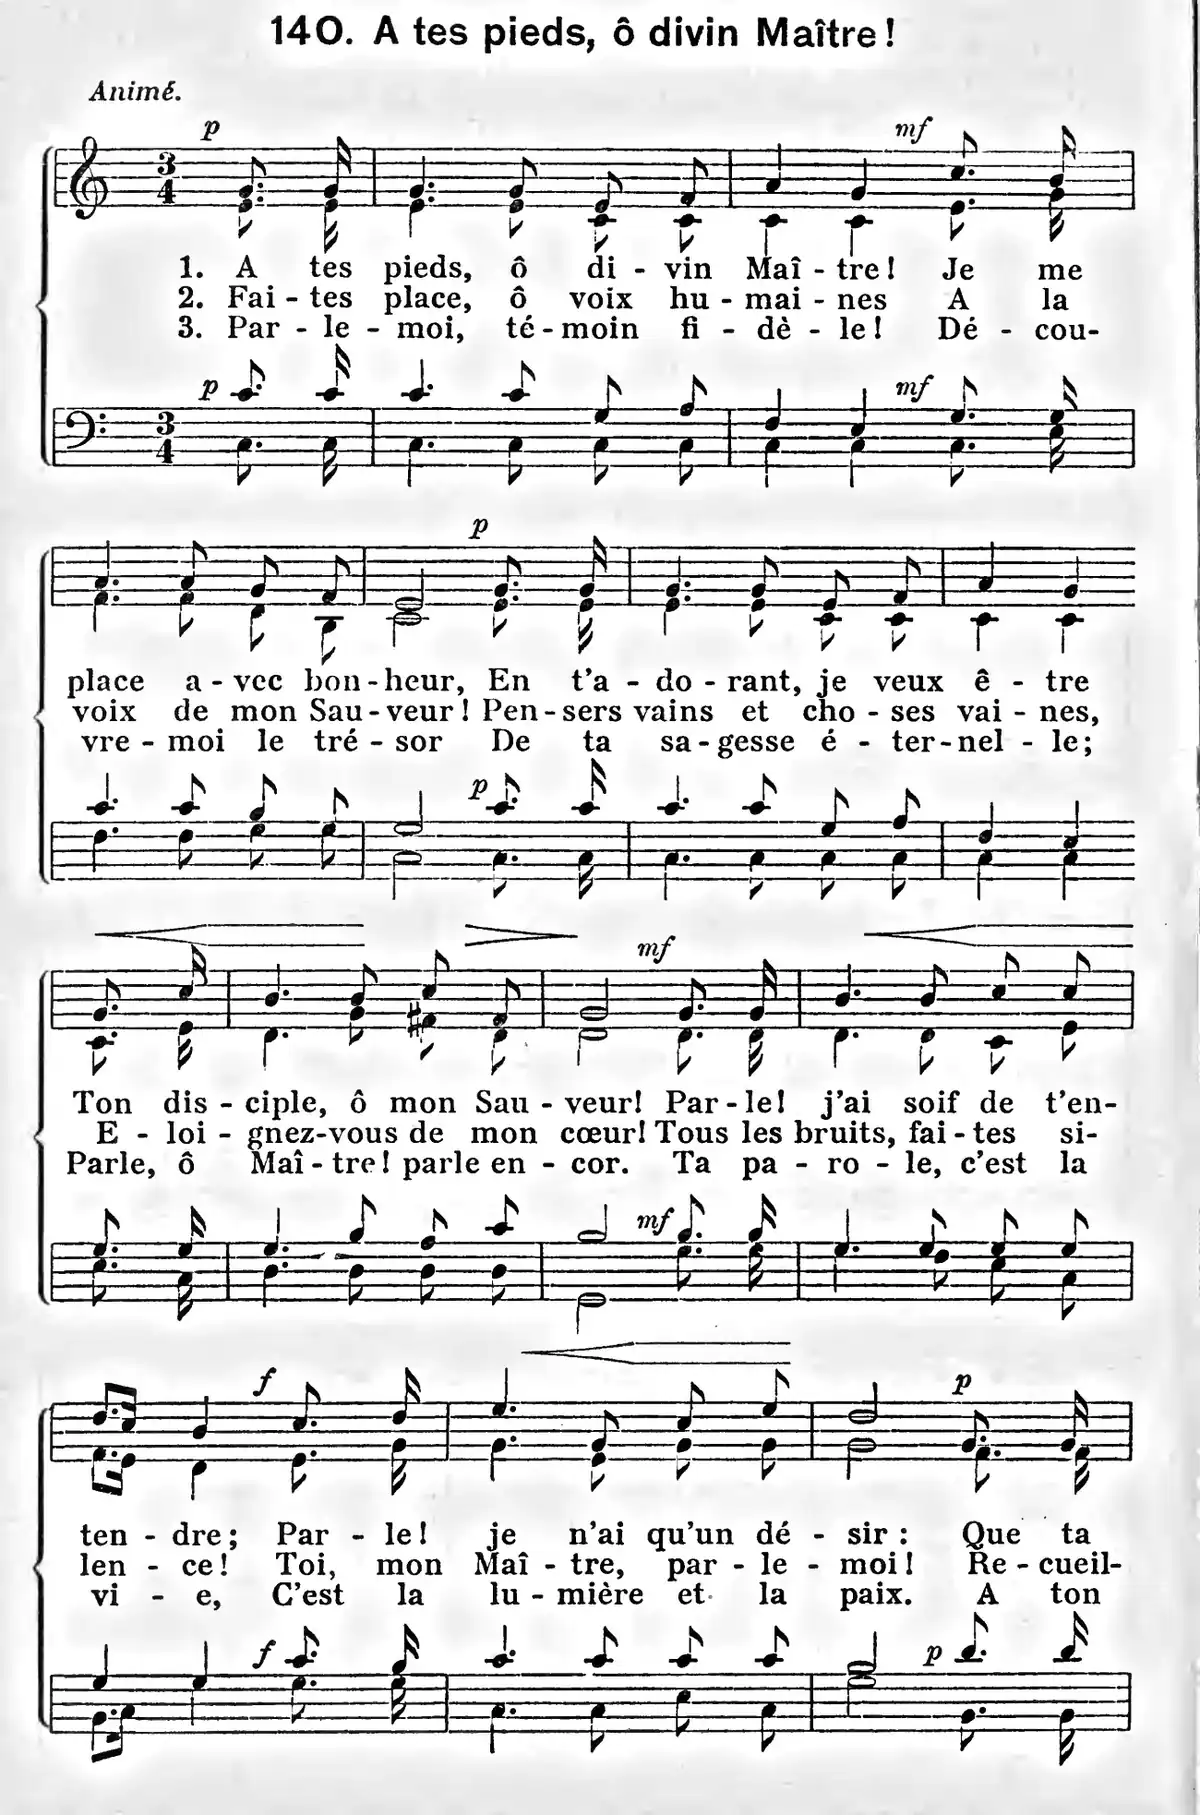 140. A tes pieds, ô divin Maître!
Animé.
p
mf
3
4
1. A tes pieds, ô di - vin Maî - tre! Je me
2. Fai - tes place, ô voix hu - mai - nes A la
3. Par - le - moi, té - moin fi - dè - le! Dé - cou-
p
mf
3
4
p
place a - vec bon - heur, En t'a - do - rant, je veux ê - tre
voix de mon Sau - veur! Pen - sers vains et cho - ses vai - nes,
vre - moi le tré - sor De ta sa - gesse é - ter - nel - le;
p
mf
Ton dis - ciple, ô mon Sau - veur! Par - le! j'ai soif de t'en-
E - loi - gnez-vous de mon cœur! Tous les bruits, fai - tes si-
Parle, ô Maî - tre! parle en - cor. Ta pa - ro - le, c'est la
mf
f
p
ten - dre; Par - le! je n'ai qu'un dé - sir : Que ta
len - ce! Toi, mon Maî - tre, par - le - moi! Re - cueil-
vi - e, C'est la lu - mière et la paix. A ton
f
p